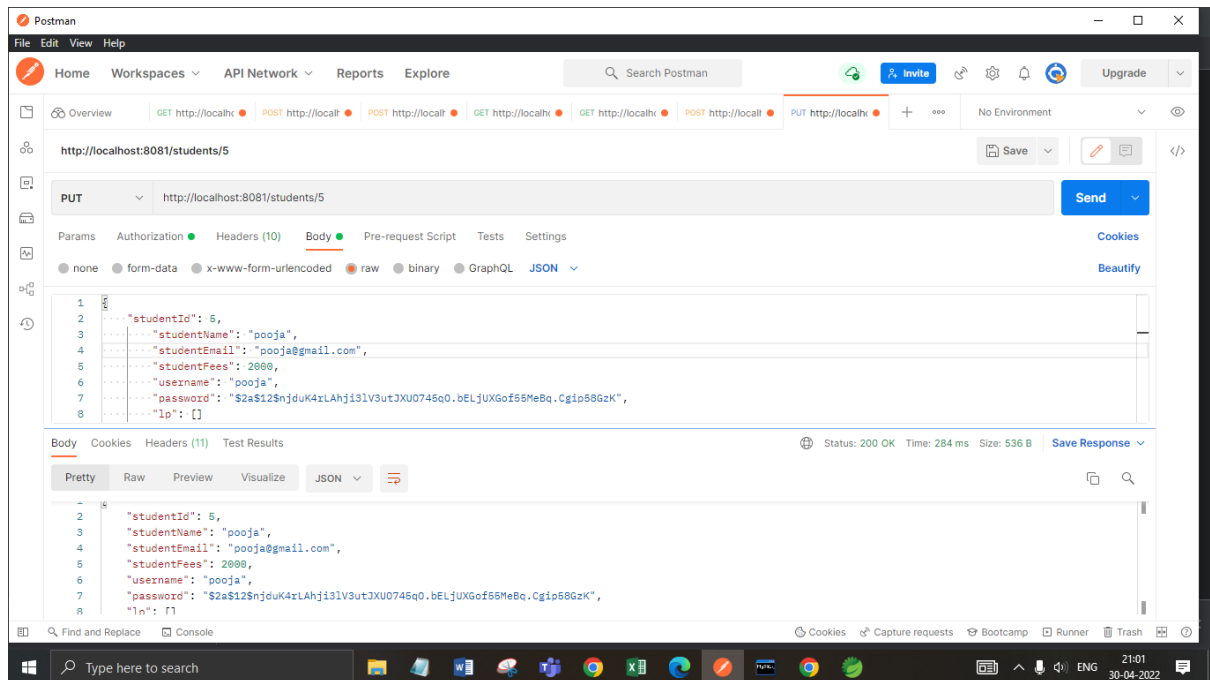 Postman
File Edit View Help
Home Workspaces API Network Reports Explore Search Postman Invite Upgrade
Overview GET http://localhc POST http://localh POST http://localh GET http://localhc GET http://localhc POST http://localh PUT http://localhc + ooo No Environment
http://localhost:8081/students/5 Save </>
PUT http://localhost:8081/students/5 Send
Params Authorization Headers (10) Body Pre-request Script Tests Settings Cookies
none form-data x-www-form-urlencoded raw binary GraphQL JSON Beautify
1 {
2 "studentId": 5,
3 "studentName": "pooja",
4 "studentEmail": "pooja@gmail.com",
5 "studentFees": 2000,
6 "username": "pooja",
7 "password": "$2a$12$njduK4rLAhji3lV3utJXUO745qO.bELjUXGof55MeBq.Cgip58GzK",
8 "lp": []
Body Cookies Headers (11) Test Results Status: 200 OK Time: 284 ms Size: 536 B Save Response
Pretty Raw Preview Visualize JSON
2 "studentId": 5,
3 "studentName": "pooja",
4 "studentEmail": "pooja@gmail.com",
5 "studentFees": 2000,
6 "username": "pooja",
7 "password": "$2a$12$njduK4rLAhji3lV3utJXUO745qO.bELjUXGof55MeBq.Cgip58GzK",
8 "lp": []
Find and Replace Console Cookies Capture requests Bootcamp Runner Trash
Type here to search ENG 21:01
30-04-2022